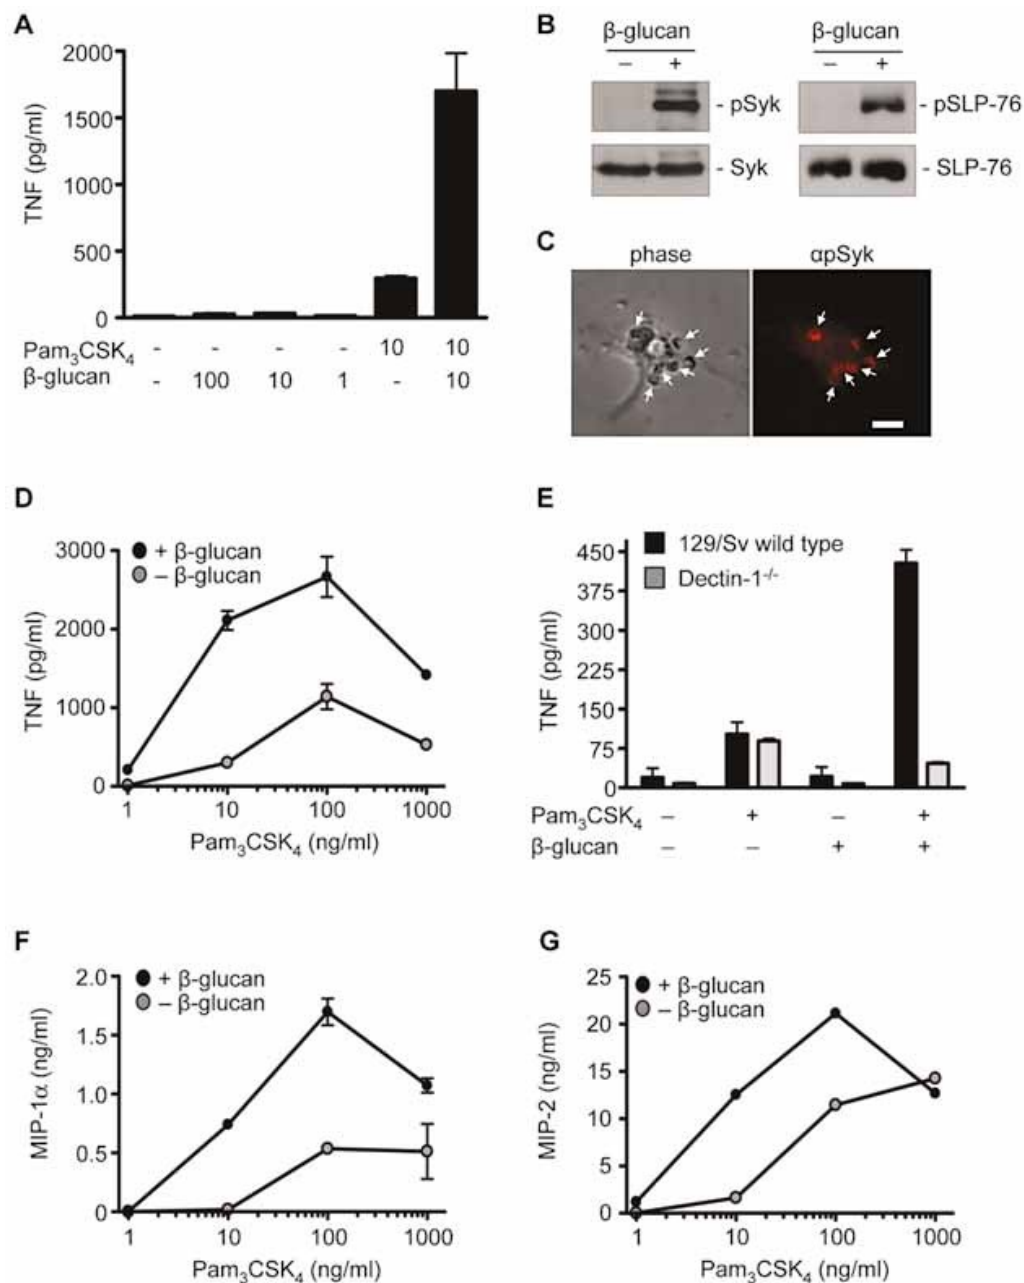 A
2000
1500
1000
500
0
TNF (pg/ml)
Pam3CSK4 - - - - 10 10
β-glucan - 100 10 1 - 10
B
β-glucan
– +
- pSyk
- Syk
β-glucan
– +
- pSLP-76
- SLP-76
C
phase
αpSyk
D
+ β-glucan
– β-glucan
3000
2000
1000
0
TNF (pg/ml)
1 10 100 1000
Pam3CSK4 (ng/ml)
E
129/Sv wild type
Dectin-1-/-
450
375
300
225
150
75
0
TNF (pg/ml)
Pam3CSK4 – + – +
β-glucan – – + +
F
+ β-glucan
– β-glucan
2.0
1.5
1.0
0.5
0
MIP-1α (ng/ml)
1 10 100 1000
Pam3CSK4 (ng/ml)
G
+ β-glucan
– β-glucan
25
20
15
10
5
0
MIP-2 (ng/ml)
1 10 100 1000
Pam3CSK4 (ng/ml)